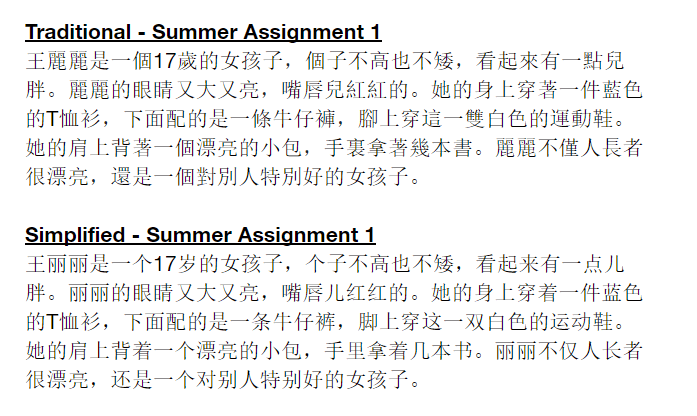 Traditional - Summer Assignment 1
王麗麗是一個17歲的女孩子，個子不高也不矮，看起來有一點兒
胖。麗麗的眼睛又大又亮，嘴唇兒紅紅的。她的身上穿著一件藍色
的T恤衫，下面配的是一條牛仔褲，腳上穿這一雙白色的運動鞋。
她的肩上背著一個漂亮的小包，手裏拿著幾本書。麗麗不僅人長者
很漂亮，還是一個對別人特別好的女孩子。
Simplified - Summer Assignment 1
王丽丽是一个17岁的女孩子，个子不高也不矮，看起来有一点儿
胖。丽丽的眼睛又大又亮，嘴唇儿红红的。她的身上穿着一件蓝色
的T恤衫，下面配的是一条牛仔裤，脚上穿这一双白色的运动鞋。
她的肩上背着一个漂亮的小包，手里拿着几本书。丽丽不仅人长者
很漂亮，还是一个对别人特别好的女孩子。